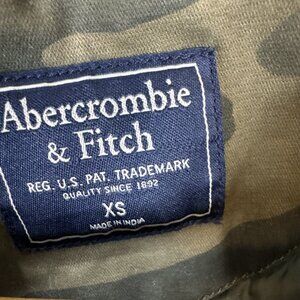 Abercrombie
& Fitch
REG. U.S. PAT. TRADEMARK
QUALITY SINCE 1892
XS
MADE IN INDIA